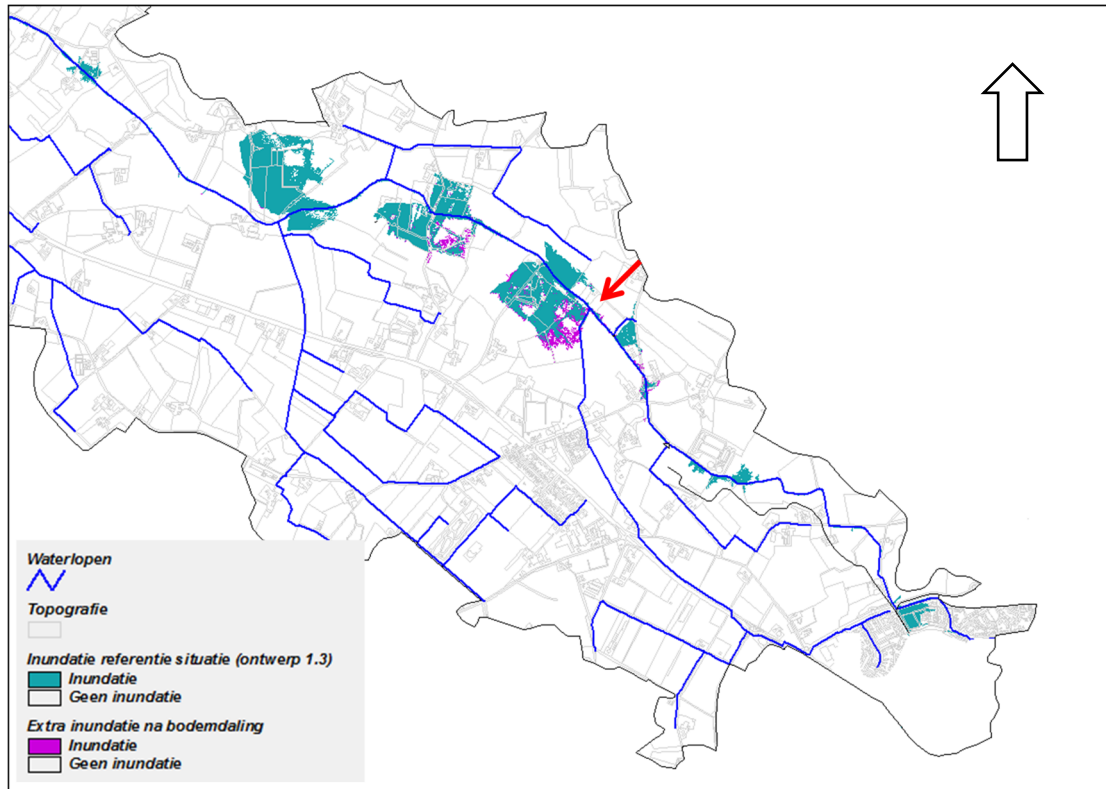 Waterlopen
Topografie
Inundatie referentie situatie (ontwerp 1.3)
Inundatie
Geen inundatie
Extra inundatie na bodemdaling
Inundatie
Geen inundatie